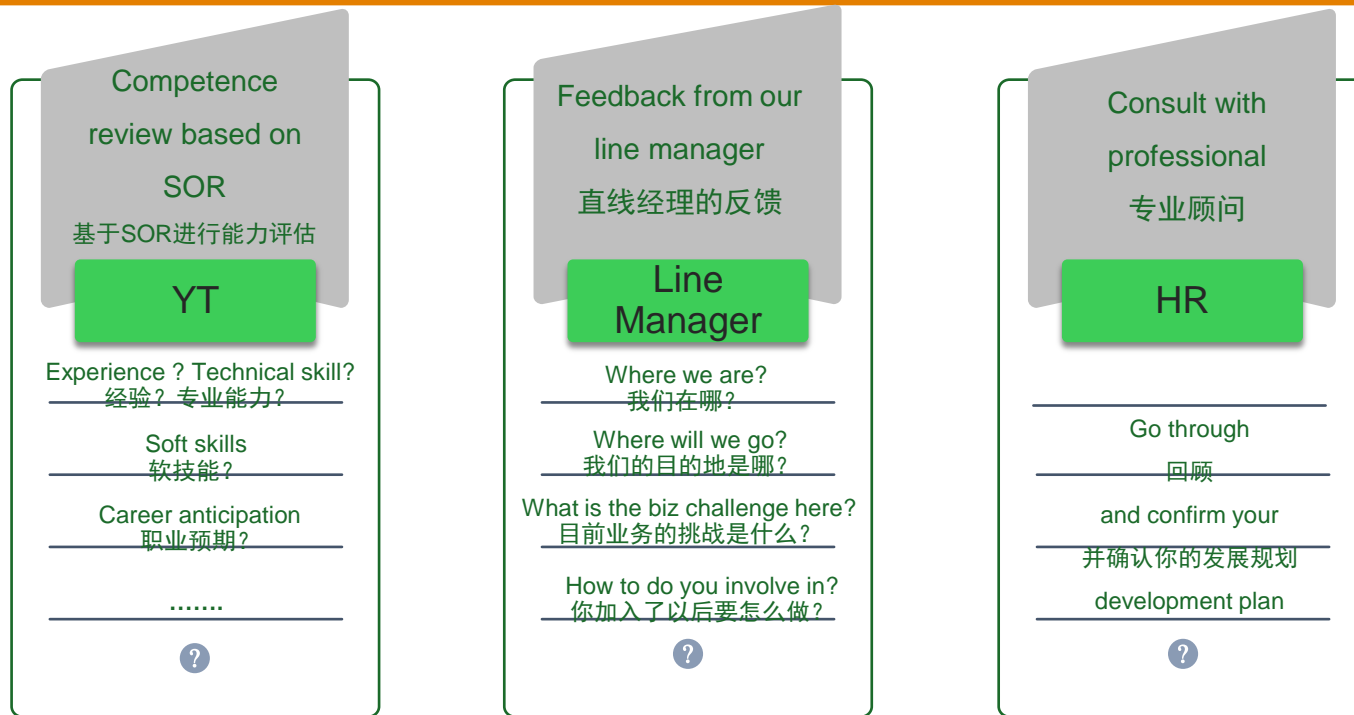 Competence
review based on
SOR
基于SOR进行能力评估
YT
Experience ? Technical skill?
经验？专业能力？
Soft skills
软技能？
Career anticipation
职业预期？
.......
?
Feedback from our
line manager
直线经理的反馈
Line
Manager
Where we are?
我们在哪？
Where will we go?
我们的目的地是哪？
What is the biz challenge here?
目前业务的挑战是什么？
How to do you involve in?
你加入了以后要怎么做？
?
Consult with
professional
专业顾问
HR
Go through
回顾
and confirm your
并确认你的发展规划
development plan
?